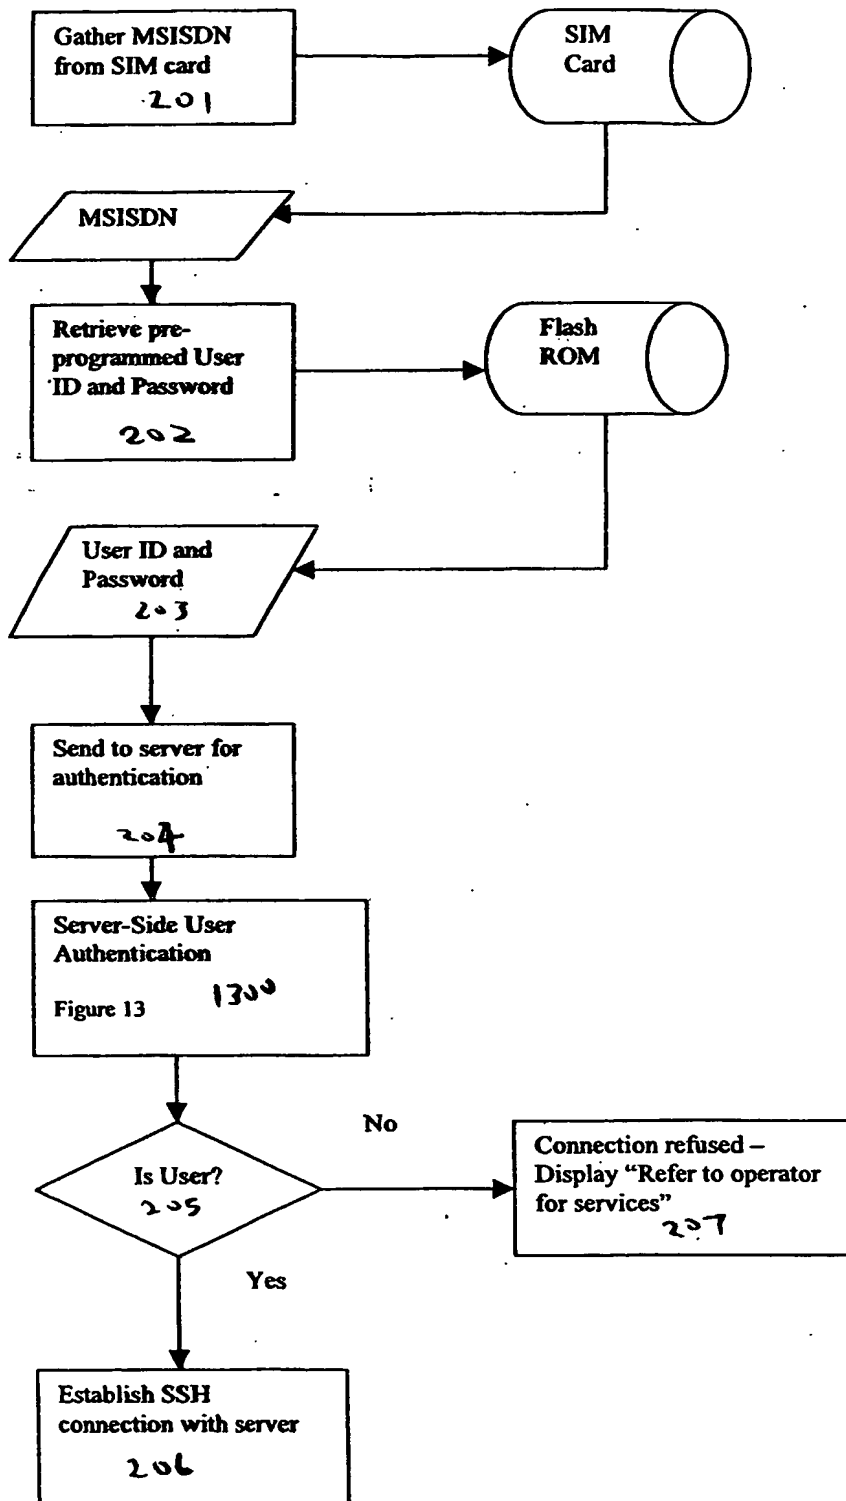 Gather MSISDN
from SIM card
201
SIM
Card
MSISDN
Retrieve pre-
programmed User
ID and Password
202
Flash
ROM
User ID and
Password
203
Send to server for
authentication
204
Server-Side User
Authentication
Figure 13
1300
Is User?
205
No
Connection refused –
Display “Refer to operator
for services”
207
Yes
Establish SSH
connection with server
206